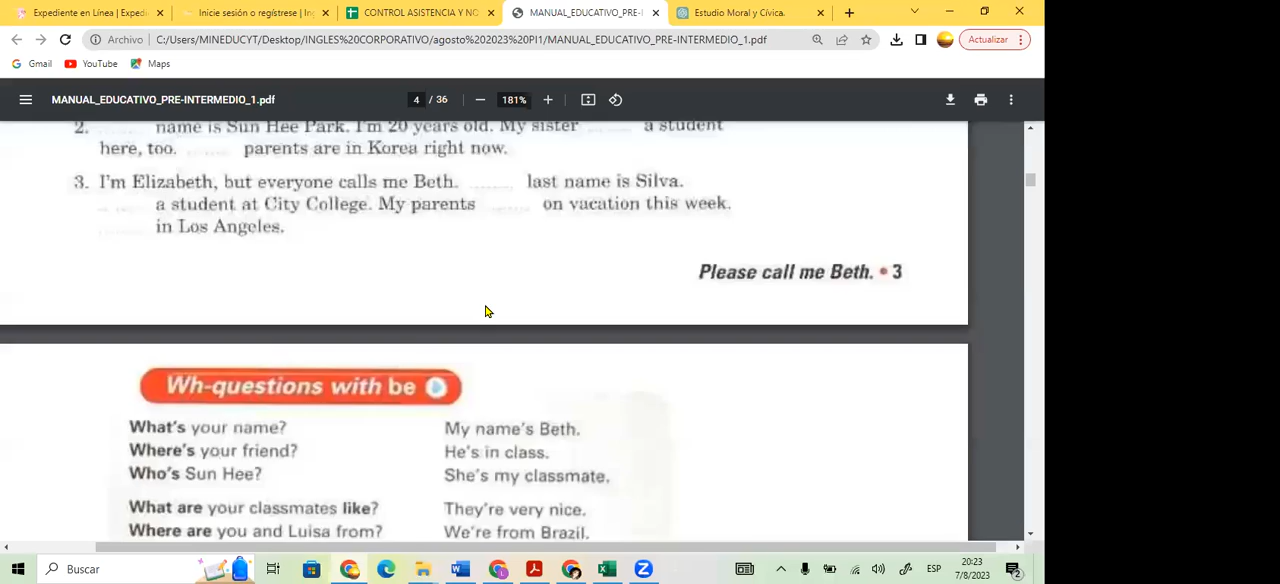 Expediente en Línea | Expedi
Inicie sesión o regístrese | Ing
CONTROL ASISTENCIA Y NO
MANUAL_EDUCATIVO_PRE-I
Estudio Moral y Cívica.
Archivo
C:/Users/MINEDUCYT/Desktop/INGLES%20CORPORATIVO/agosto%202023%20PI1/MANUAL_EDUCATIVO_PRE-INTERMEDIO_1.pdf
Actualizar
Gmail
YouTube
Maps
MANUAL_EDUCATIVO_PRE-INTERMEDIO_1.pdf
4 / 36
181%
2. name is Sun Hee Park. I'm 20 years old. My sister a student
here, too. parents are in Korea right now.
3. I'm Elizabeth, but everyone calls me Beth. last name is Silva.
a student at City College. My parents on vacation this week.
in Los Angeles.
Please call me Beth. • 3
Wh-questions with be
What's your name? My name's Beth.
Where's your friend? He's in class.
Who's Sun Hee? She's my classmate.
What are your classmates like? They're very nice.
Where are you and Luisa from? We're from Brazil.
Buscar
ESP
20:23
7/8/2023
2